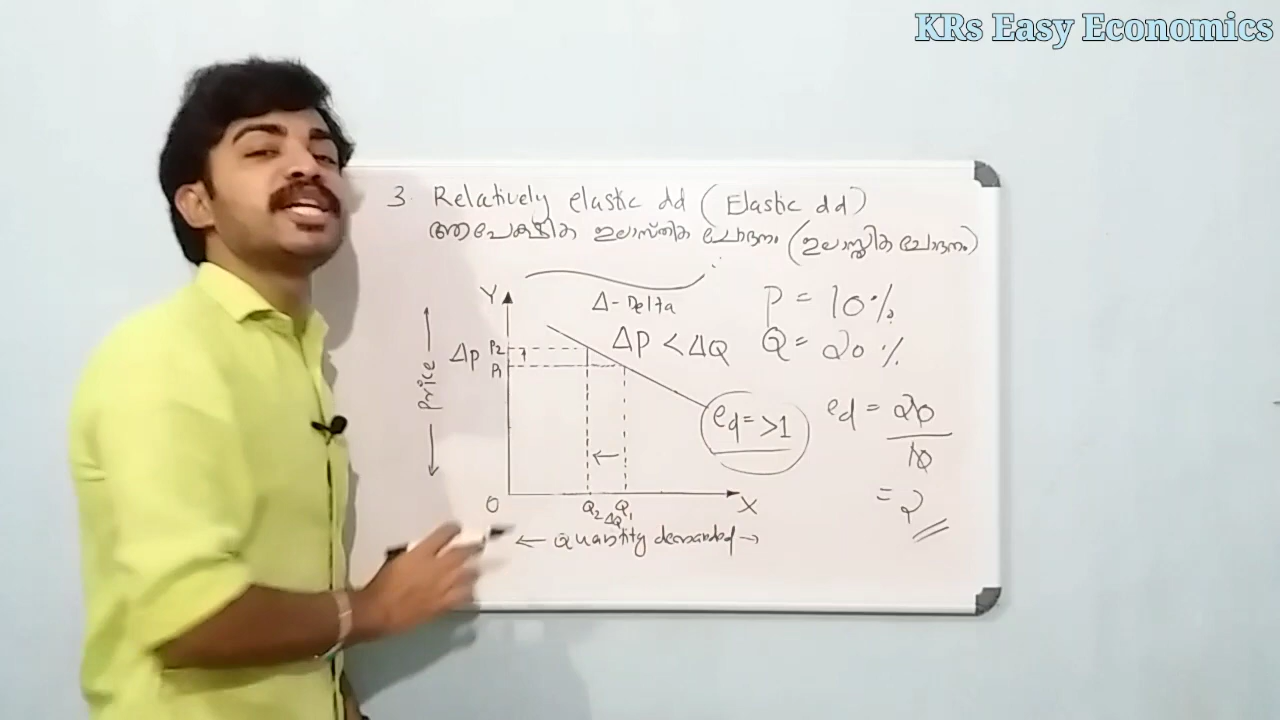 KRs Easy Economics
3. Relatively elastic dd (Elastic dd)
ആപേക്ഷിക ഇലാസ്തിക ചോദനം (ഇലാസ്തിക ചോദനം)
Y
Δ - Delta
P = 10%
ΔP < ΔQ
Q = 20%
Δp
P2
P1
Price
ed = >1
ed = 20
10
= 2
O
Q2 ΔQ Q1
X
← Quantity demanded →